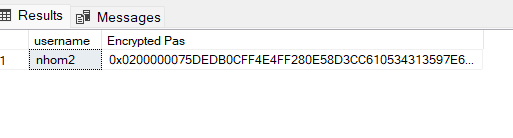 Results Messages
username Encrypted Pas
1 nhom2 0x0200000075DEDB0CFF4E4FF280E58D3CC610534313597E6...